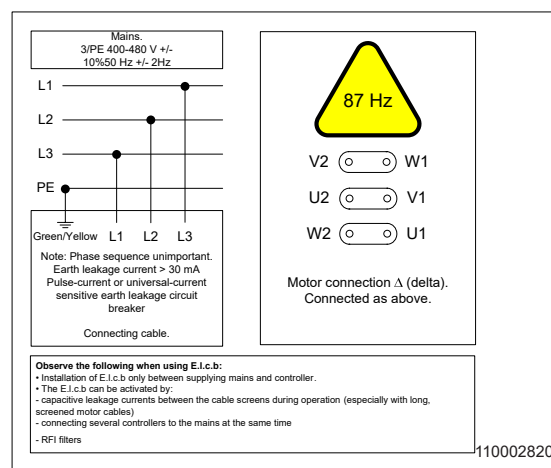 Mains.
3/PE 400-480 V +/-
10%50 Hz +/- 2Hz
L1
L2
L3
PE
Green/Yellow L1 L2 L3
Note: Phase sequence unimportant.
Earth leakage current > 30 mA
Pulse-current or universal-current
sensitive earth leakage circuit
breaker
Connecting cable.
87 Hz
V2 W1
U2 V1
W2 U1
Motor connection Δ (delta).
Connected as above.
Observe the following when using E.l.c.b:
• Installation of E.l.c.b only between supplying mains and controller.
• The E.l.c.b can be activated by:
- capacitive leakage currents between the cable screens during operation (especially with long,
screened motor cables)
- connecting several controllers to the mains at the same time
- RFI filters
110002820